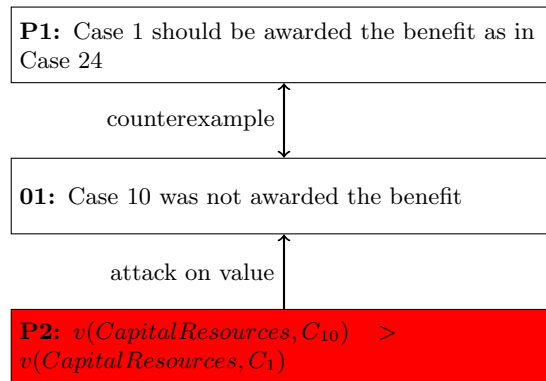 P1: Case 1 should be awarded the benefit as in
Case 24
counterexample
01: Case 10 was not awarded the benefit
attack on value
P2: v(CapitalResources, C₁₀) >
v(CapitalResources, C₁)